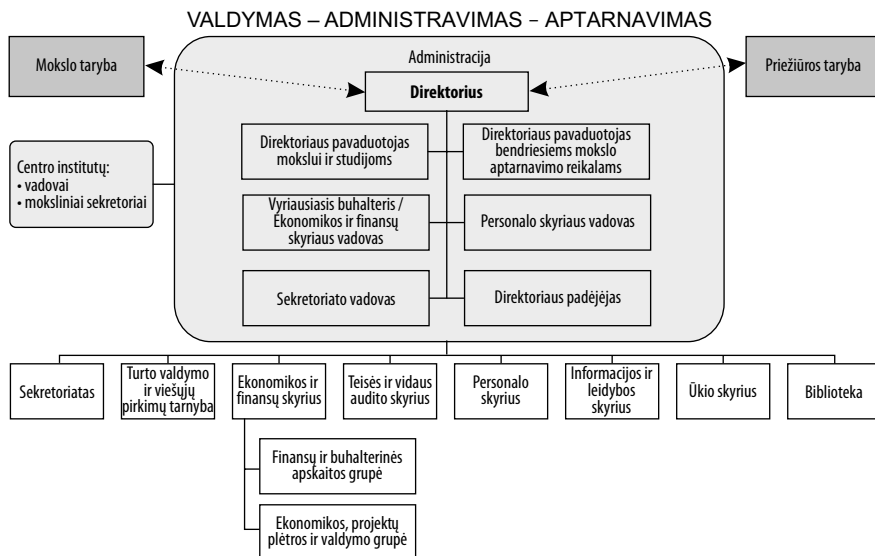 VALDYMAS – ADMINISTRAVIMAS - APTARNAVIMAS
Mokslo taryba
Administracija
Direktorius
Priežiūros taryba
Centro institutų:
• vadovai
• moksliniai sekretoriai
Direktoriaus pavaduotojas
mokslui ir studijoms
Direktoriaus pavaduotojas
bendriesiems mokslo
aptarnavimo reikalams
Vyriausiasis buhalteris /
Ekonomikos ir finansų
skyriaus vadovas
Personalo skyriaus vadovas
Sekretoriato vadovas
Direktoriaus padėjėjas
Sekretoriatas
Turto valdymo
ir viešųjų
pirkimų tarnyba
Ekonomikos ir
finansų skyrius
Teisės ir vidaus
audito skyrius
Personalo
skyrius
Informacijos ir
leidybos
skyrius
Ūkio skyrius
Biblioteka
Finansų ir buhalterinės
apskaitos grupė
Ekonomikos, projektų
plėtros ir valdymo grupė